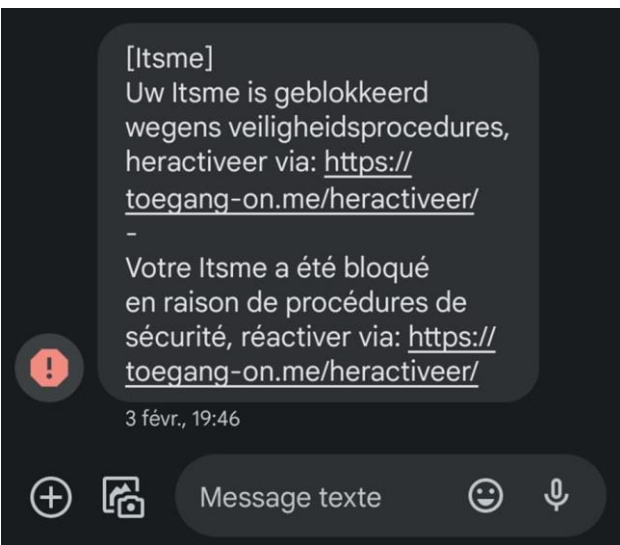 [Itsme]
Uw Itsme is geblokkeerd
wegens veiligheidsprocedures,
heractiveer via: https://
toegang-on.me/heractiveer/
-
Votre Itsme a été bloqué
en raison de procédures de
sécurité, réactiver via: https://
toegang-on.me/heractiveer/
3 févr., 19:46
Message texte